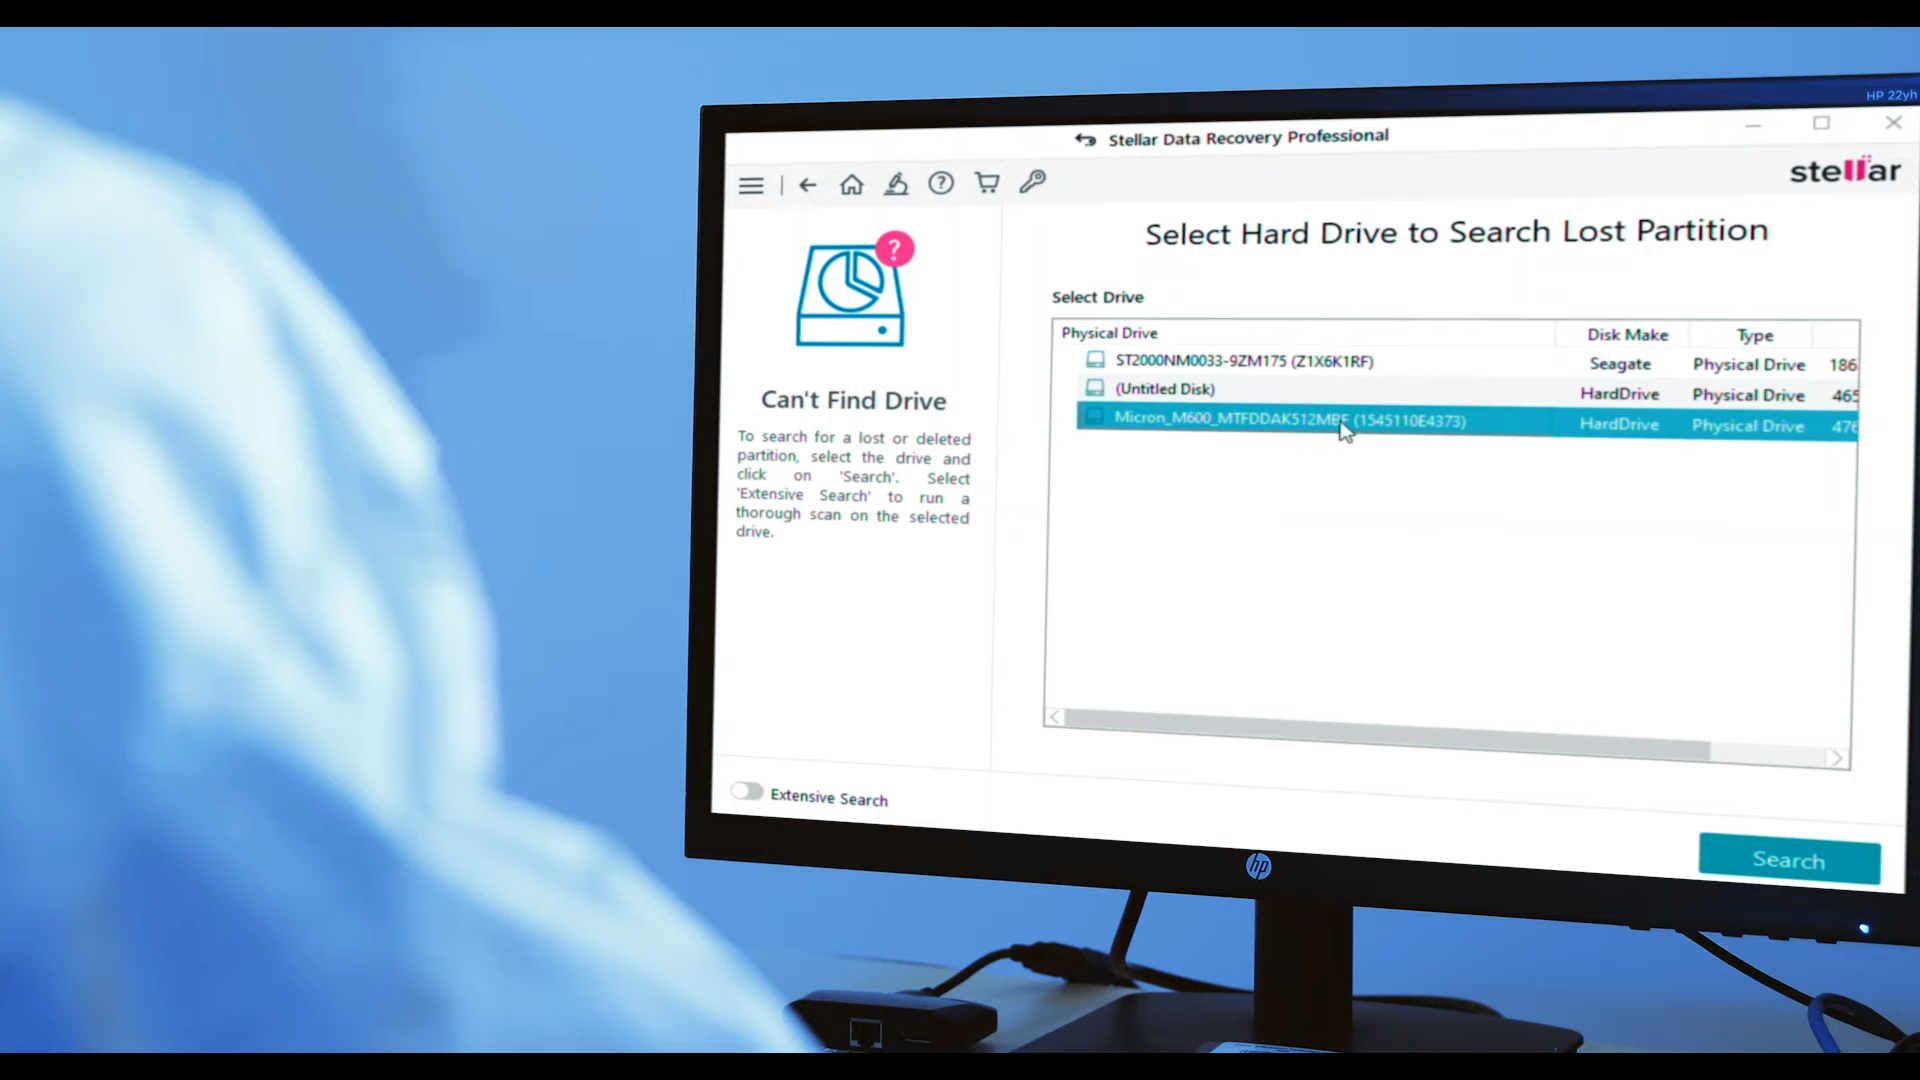 HP 22yh
Stellar Data Recovery Professional
stellar
?
Select Hard Drive to Search Lost Partition
?
Select Drive
Physical Drive Disk Make Type
ST2000NM0033-9ZM175 (Z1X6K1RF) Seagate Physical Drive 186
(Untitled Disk) HardDrive Physical Drive 465
Micron_M600_MTFDDAK512MBF (1545110E4373) HardDrive Physical Drive 476
Can't Find Drive
To search for a lost or deleted
partition, select the drive and
click on 'Search'. Select
'Extensive Search' to run a
thorough scan on the selected
drive.
Extensive Search
Search
hp